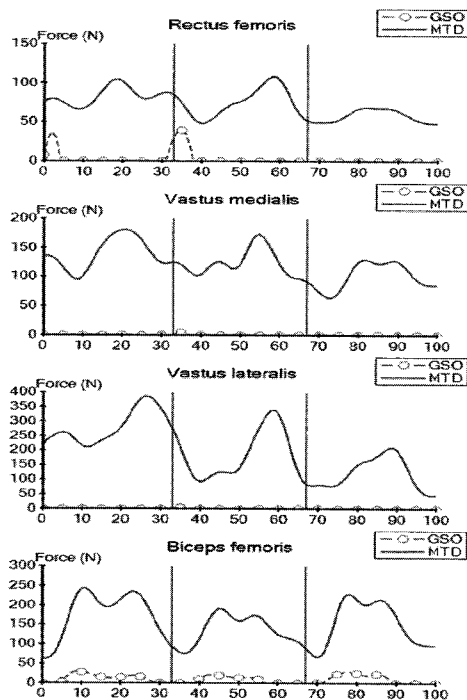 Rectus femoris
GSO
MTD
Force (N)
150
100
50
0
0 10 20 30 40 50 60 70 80 90 100
Vastus medialis
GSO
MTD
Force (N)
200
150
100
50
0
0 10 20 30 40 50 60 70 80 90 100
Vastus lateralis
GSO
MTD
Force (N)
400
350
300
250
200
150
100
50
0
0 10 20 30 40 50 60 70 80 90 100
Biceps femoris
GSO
MTD
Force (N)
300
250
200
150
100
50
0
0 10 20 30 40 50 60 70 80 90 100